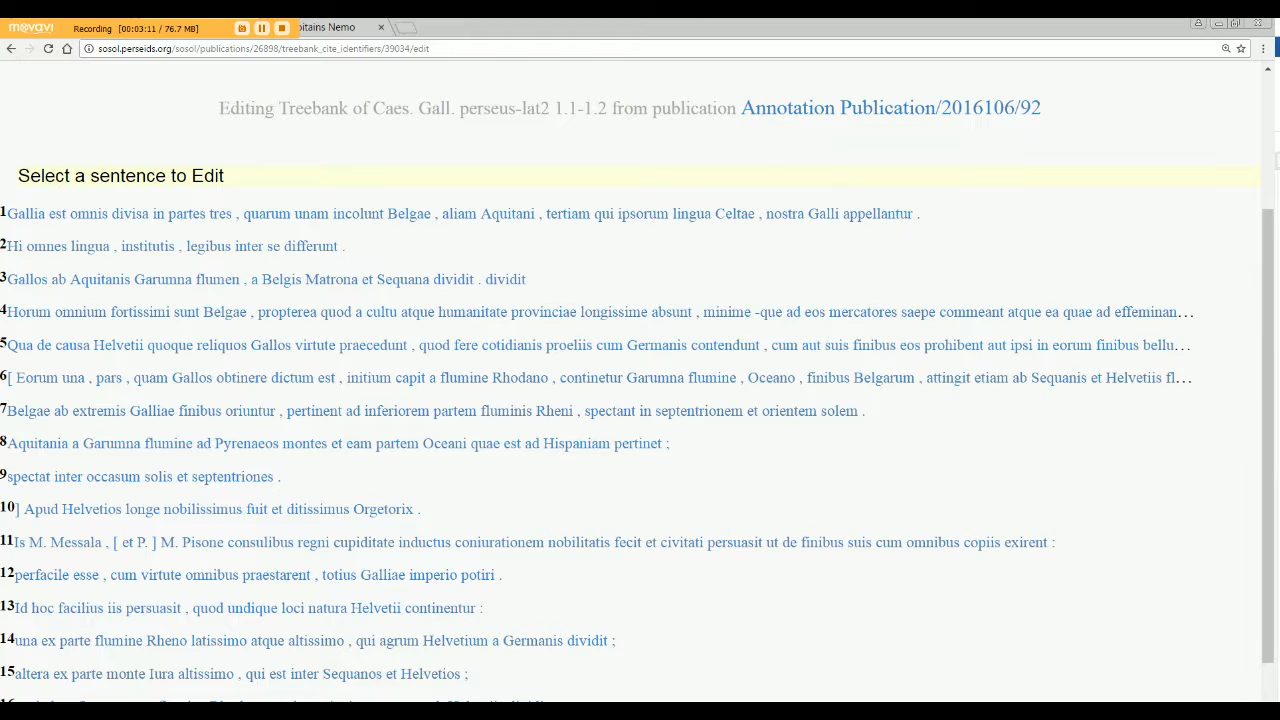 movavi
Recording [00:03:11 / 76.7 MB]
pitains Nemo
sosol.perseids.org/sosol/publications/26898/treebank_cite_identifiers/39034/edit
Editing Treebank of Caes. Gall. perseus-lat2 1.1-1.2 from publication Annotation Publication/2016106/92
Select a sentence to Edit
1Gallia est omnis divisa in partes tres , quarum unam incolunt Belgae , aliam Aquitani , tertiam qui ipsorum lingua Celtae , nostra Galli appellantur .
2Hi omnes lingua , institutis , legibus inter se differunt .
3Gallos ab Aquitanis Garumna flumen , a Belgis Matrona et Sequana dividit . dividit
4Horum omnium fortissimi sunt Belgae , propterea quod a cultu atque humanitate provinciae longissime absunt , minime -que ad eos mercatores saepe commeant atque ea quae ad effeminan...
5Qua de causa Helvetii quoque reliquos Gallos virtute praecedunt , quod fere cotidianis proeliis cum Germanis contendunt , cum aut suis finibus eos prohibent aut ipsi in eorum finibus bellu...
6[ Eorum una , pars , quam Gallos obtinere dictum est , initium capit a flumine Rhodano , continetur Garumna flumine , Oceano , finibus Belgarum , attingit etiam ab Sequanis et Helvetiis fl...
7Belgae ab extremis Galliae finibus oriuntur , pertinent ad inferiorem partem fluminis Rheni , spectant in septentrionem et orientem solem .
8Aquitania a Garumna flumine ad Pyrenaeos montes et eam partem Oceani quae est ad Hispaniam pertinet ;
9spectat inter occasum solis et septentriones .
10] Apud Helvetios longe nobilissimus fuit et ditissimus Orgetorix .
11Is M. Messala , [ et P. ] M. Pisone consulibus regni cupiditate inductus coniurationem nobilitatis fecit et civitati persuasit ut de finibus suis cum omnibus copiis exirent :
12perfacile esse , cum virtute omnibus praestarent , totius Galliae imperio potiri .
13Id hoc facilius iis persuasit , quod undique loci natura Helvetii continentur :
14una ex parte flumine Rheno latissimo atque altissimo , qui agrum Helvetium a Germanis dividit ;
15altera ex parte monte Iura altissimo , qui est inter Sequanos et Helvetios ;